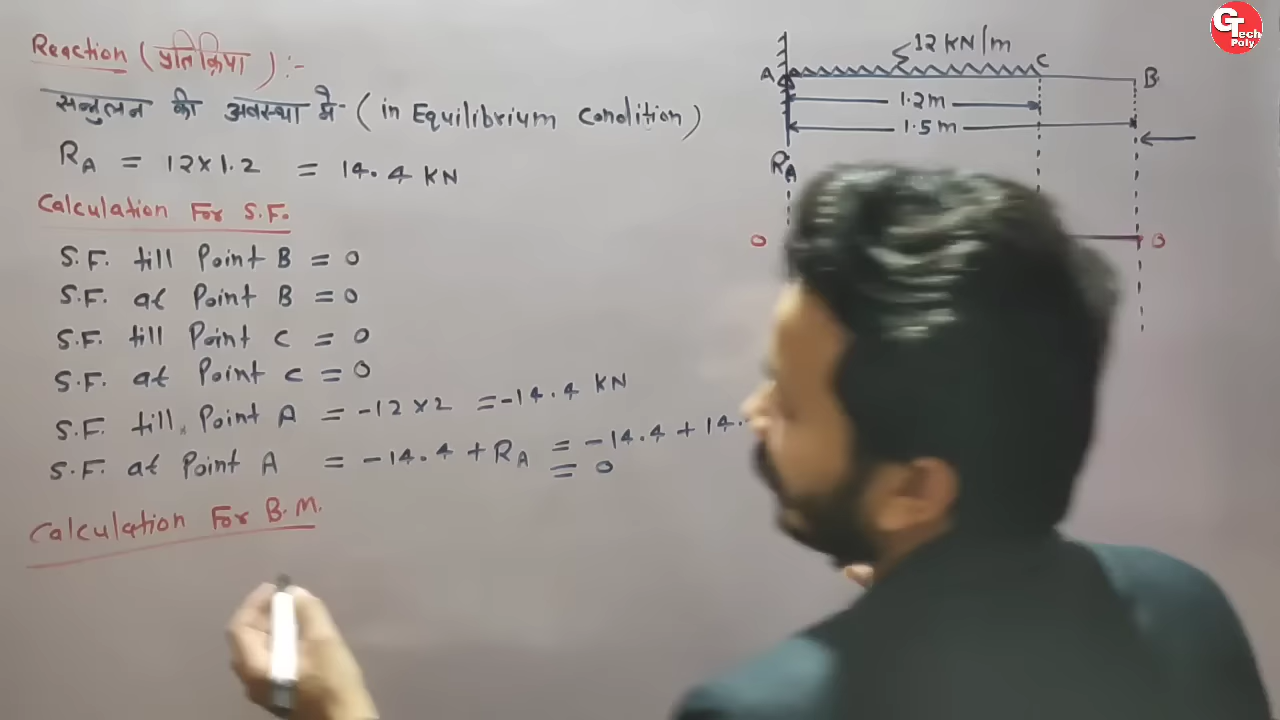 Reaction (प्रतिक्रिया) :-
सन्तुलन की अवस्था में - (in Equilibrium Condition)
RA = 12×1.2 = 14.4 KN
Calculation For S.F.
S.F. till Point B = 0
S.F. at Point B = 0
S.F. till Point C = 0
S.F. at Point C = 0
S.F. till Point A = -12×2 = -14.4 KN
S.F. at Point A = -14.4 + RA = -14.4 + 14.
= 0
Calculation For B.M.
12 KN/m
A C B
1.2m
1.5m
RA
0 0
GTech
Poly